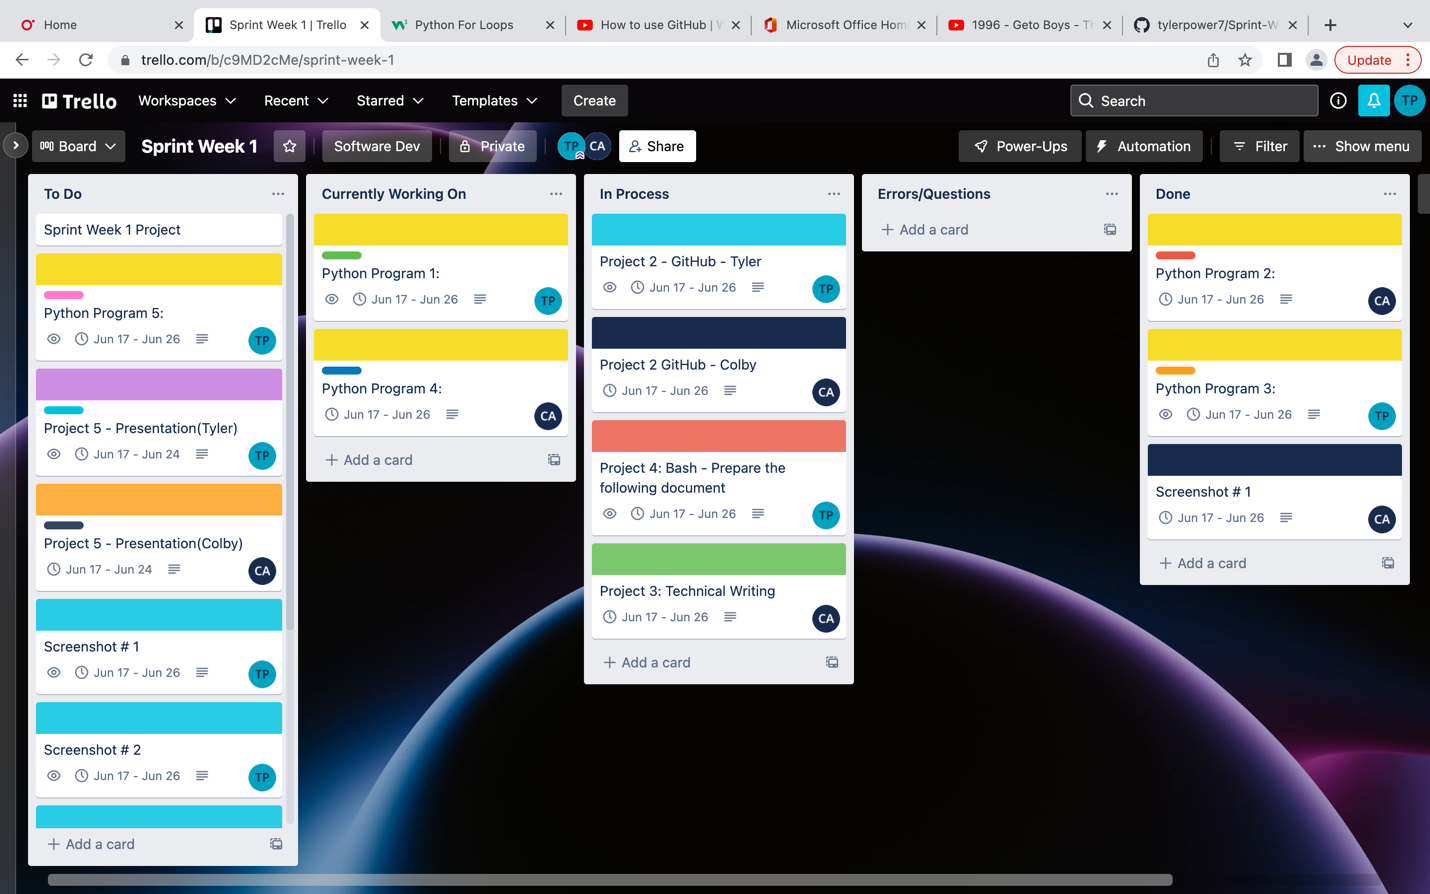 Home
Sprint Week 1 | Trello
Python For Loops
How to use GitHub |
Microsoft Office Hom
1996 - Geto Boys -
tylerpower7/Sprint-W
trello.com/b/c9MD2cMe/sprint-week-1
Update
Trello
Workspaces
Recent
Starred
Templates
Create
Search
TP
Board
Sprint Week 1
Software Dev
Private
TP
CA
Share
Power-Ups
Automation
Filter
Show menu
To Do
Sprint Week 1 Project
Python Program 5:
Jun 17 - Jun 26
TP
Project 5 - Presentation(Tyler)
Jun 17 - Jun 24
TP
Project 5 - Presentation(Colby)
Jun 17 - Jun 24
CA
Screenshot # 1
Jun 17 - Jun 26
TP
Screenshot # 2
Jun 17 - Jun 26
TP
+ Add a card
Currently Working On
Python Program 1:
Jun 17 - Jun 26
TP
Python Program 4:
Jun 17 - Jun 26
CA
+ Add a card
In Process
Project 2 - GitHub - Tyler
Jun 17 - Jun 26
TP
Project 2 GitHub - Colby
Jun 17 - Jun 26
CA
Project 4: Bash - Prepare the
following document
Jun 17 - Jun 26
TP
Project 3: Technical Writing
Jun 17 - Jun 26
CA
+ Add a card
Errors/Questions
+ Add a card
Done
Python Program 2:
Jun 17 - Jun 26
CA
Python Program 3:
Jun 17 - Jun 26
TP
Screenshot # 1
Jun 17 - Jun 26
CA
+ Add a card